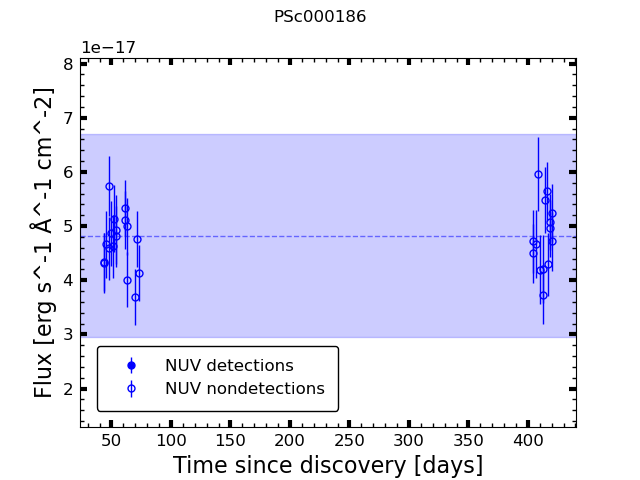 PSc000186
1e−17
8
7
6
5
4
3
2
Flux [erg s^-1 Å^-1 cm^-2]
NUV detections
NUV nondetections
50 100 150 200 250 300 350 400
Time since discovery [days]